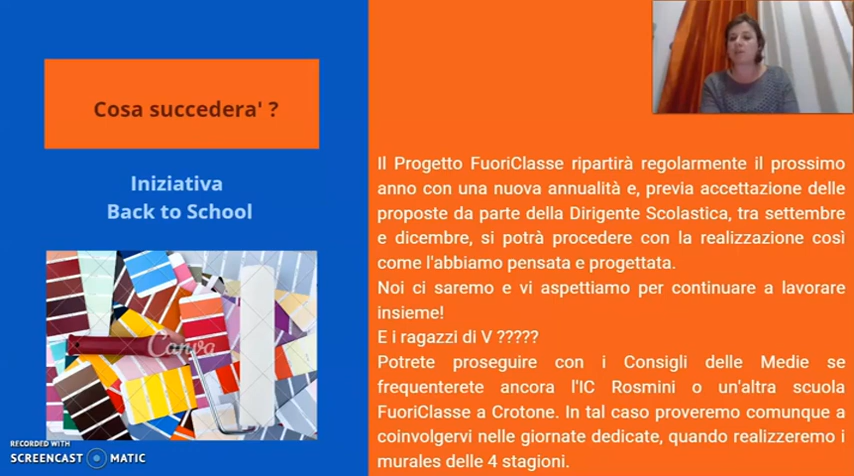 Cosa succedera' ?
Iniziativa
Back to School
Canva
RECORDED WITH
SCREENCAST MATIC
Il Progetto FuoriClasse ripartirà regolarmente il prossimo
anno con una nuova annualità e, previa accettazione delle
proposte da parte della Dirigente Scolastica, tra settembre
e dicembre, si potrà procedere con la realizzazione così
come l'abbiamo pensata e progettata.
Noi ci saremo e vi aspettiamo per continuare a lavorare
insieme!
E i ragazzi di V ?????
Potrete proseguire con i Consigli delle Medie se
frequenterete ancora l'IC Rosmini o un'altra scuola
FuoriClasse a Crotone. In tal caso proveremo comunque a
coinvolgervi nelle giornate dedicate, quando realizzeremo i
murales delle 4 stagioni.